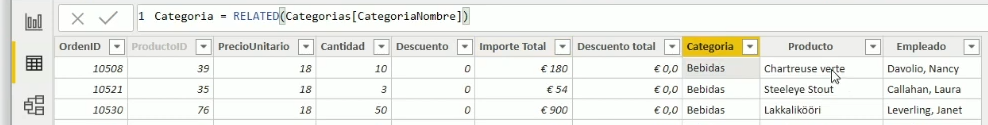 1 Categoria = RELATED(Categorias[CategoriaNombre])
OrdenID ProductoID PrecioUnitario Cantidad Descuento Importe Total Descuento total Categoria Producto Empleado
10508 39 18 10 0 € 180 € 0,0 Bebidas Chartreuse verte Davolio, Nancy
10521 35 18 3 0 € 54 € 0,0 Bebidas Steeleye Stout Callahan, Laura
10530 76 18 50 0 € 900 € 0,0 Bebidas Lakkalikööri Leverling, Janet